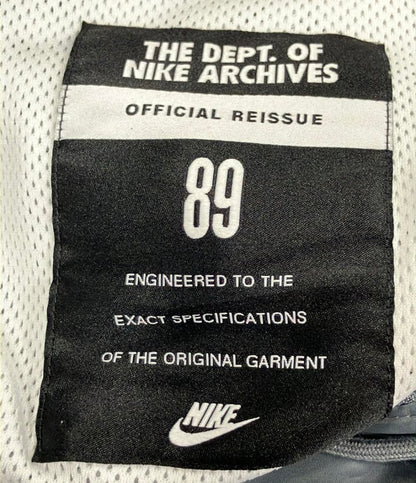 THE DEPT. OF
NIKE ARCHIVES
OFFICIAL REISSUE
89
ENGINEERED TO THE
EXACT SPECIFICATIONS
OF THE ORIGINAL GARMENT
NIKE